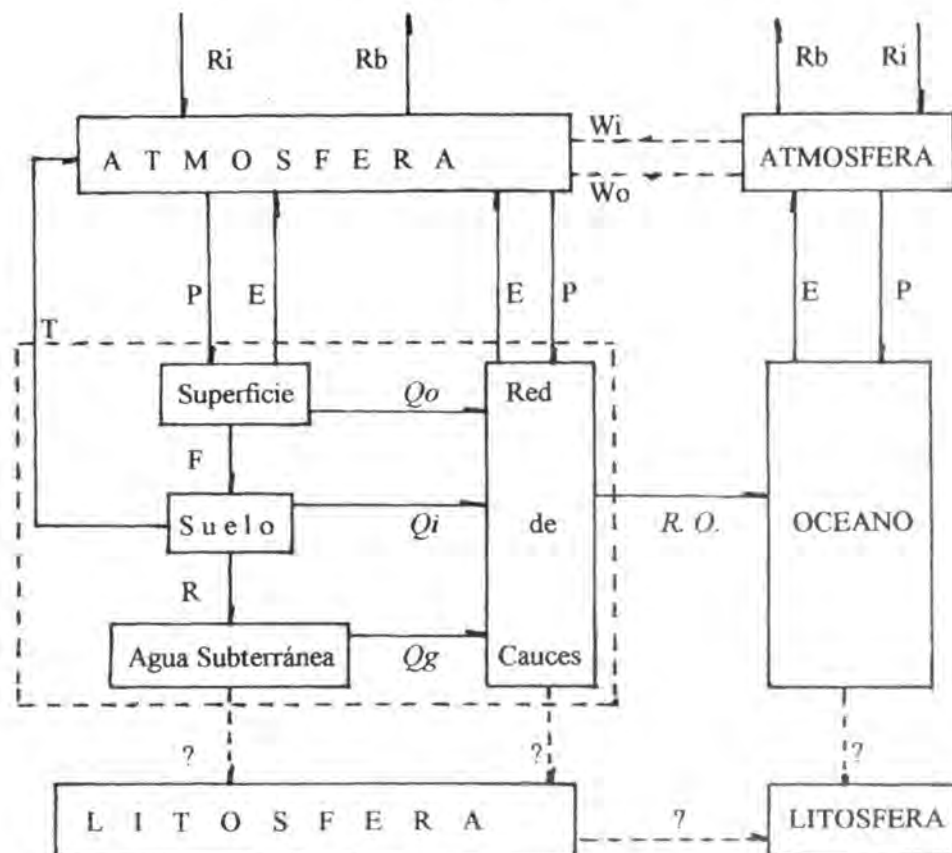 Ri Rb Rb Ri
A T M O S F E R A Wi ATMOSFERA
Wo
P E E P E P
T
Superficie Qo Red
F
Suelo Qi de R. O. OCEANO
R
Agua Subterránea Qg Cauces
? ? ?
L I T O S F E R A ? LITOSFERA